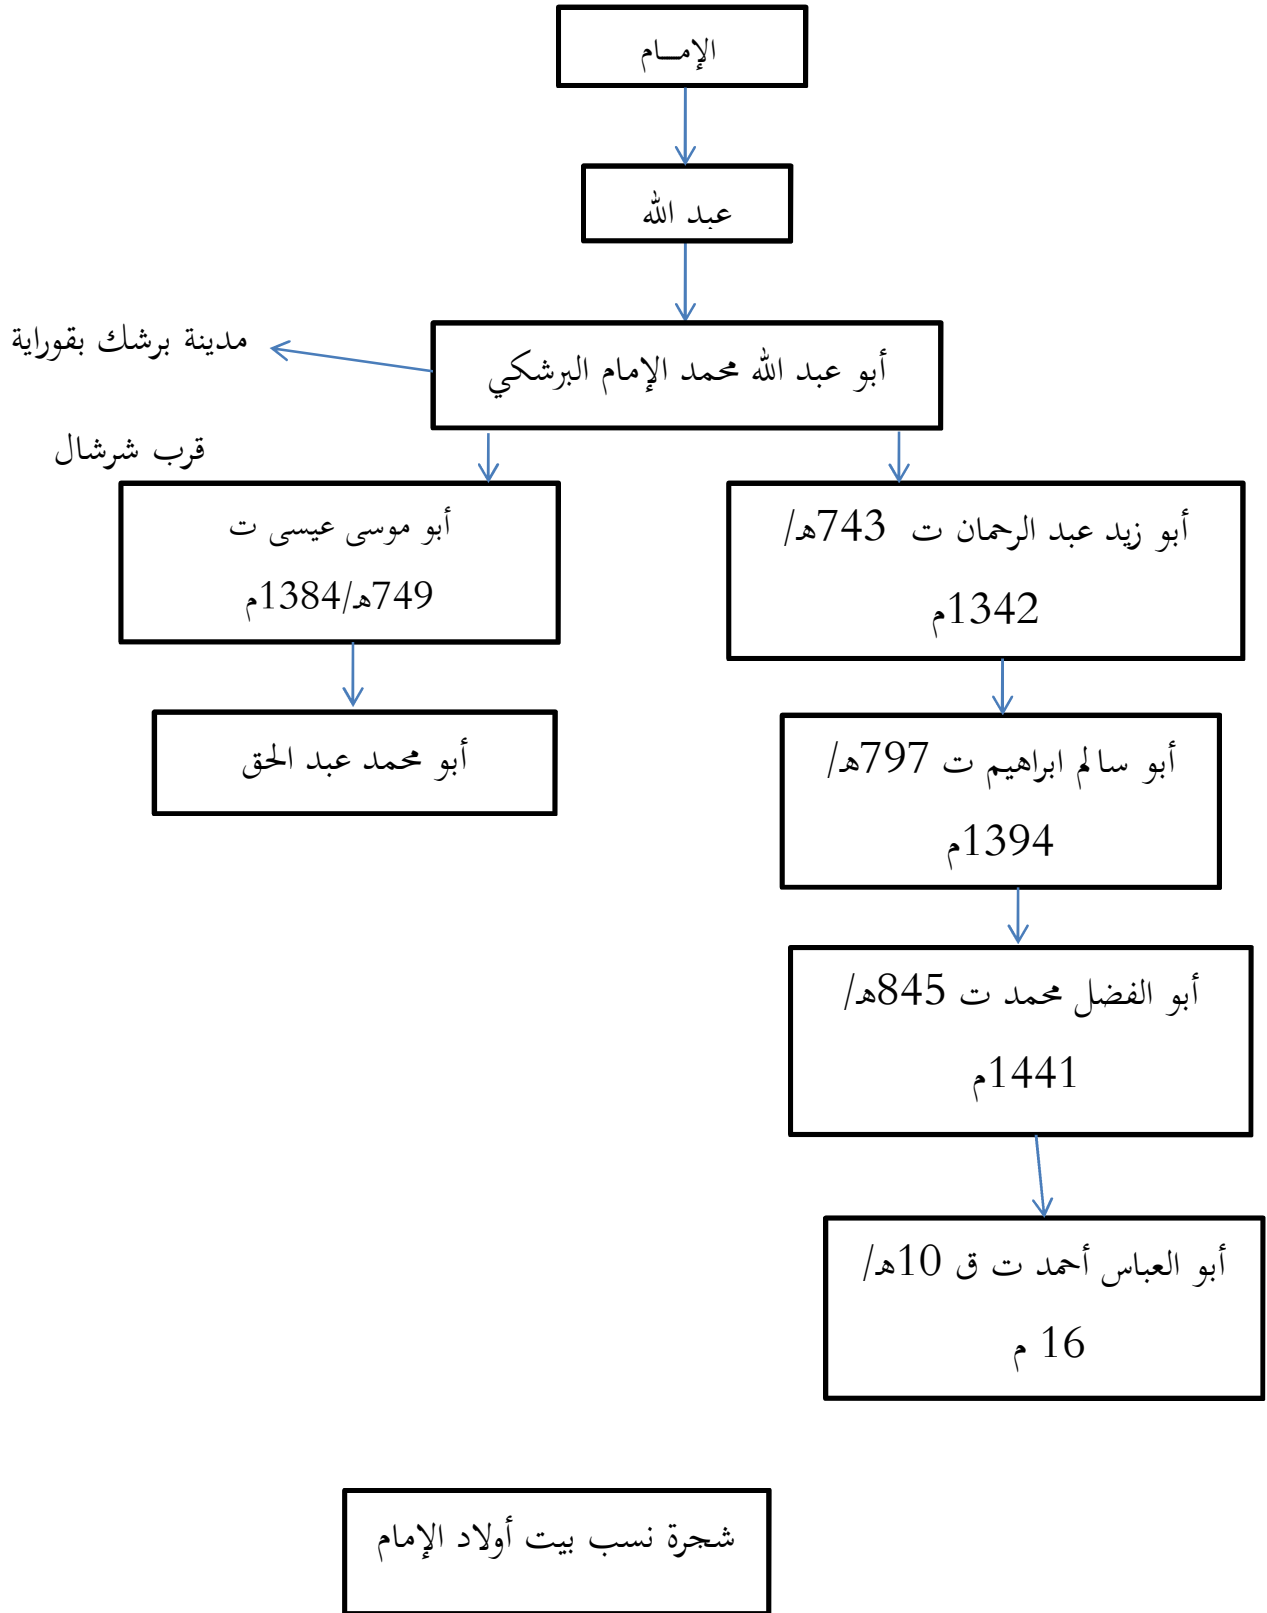 الإمـــام
عبد الله
أبو عبد الله محمد الإمام البرشكي
مدينة برشك بقوراية
قرب شرشال
أبو زيد عبد الرحمان ت 743هـ/
1342م
أبو موسى عيسى ت
749هـ/1384م
أبو سالم ابراهيم ت 797هـ/
1394م
أبو محمد عبد الحق
أبو الفضل محمد ت 845هـ/
1441م
أبو العباس أحمد ت ق 10هـ/
16 م
شجرة نسب بيت أولاد الإمام